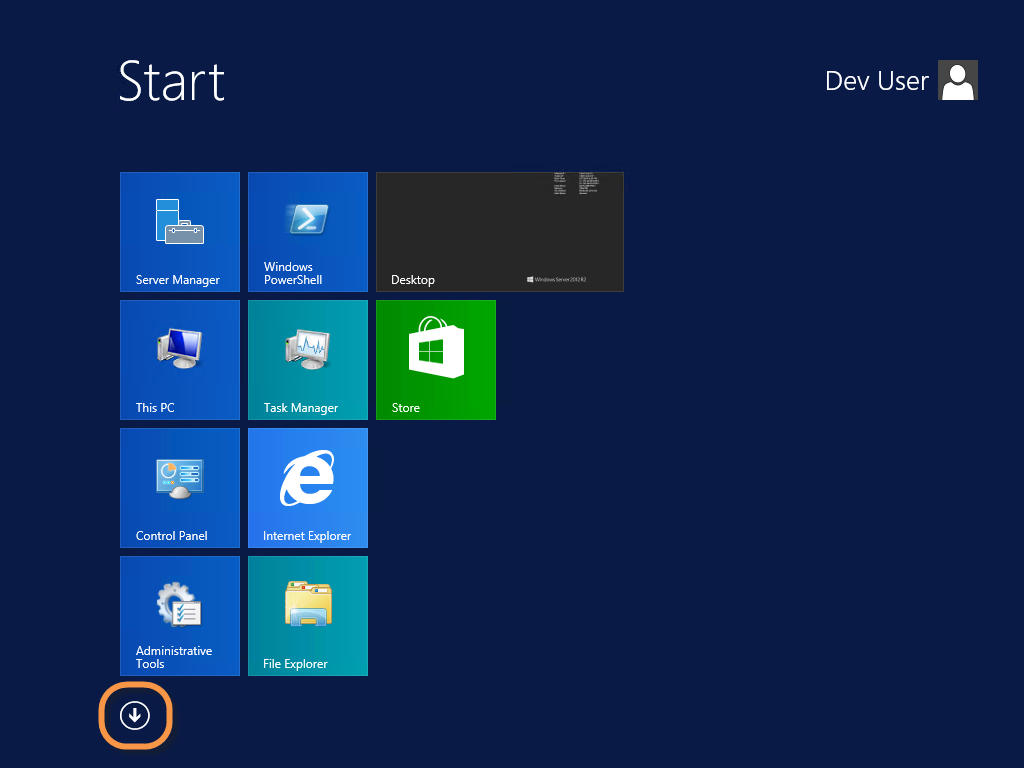 Start
Dev User
Server Manager
Windows
PowerShell
Desktop
Windows Server 2012 R2
This PC
Task Manager
Store
Control Panel
Internet Explorer
Administrative
Tools
File Explorer